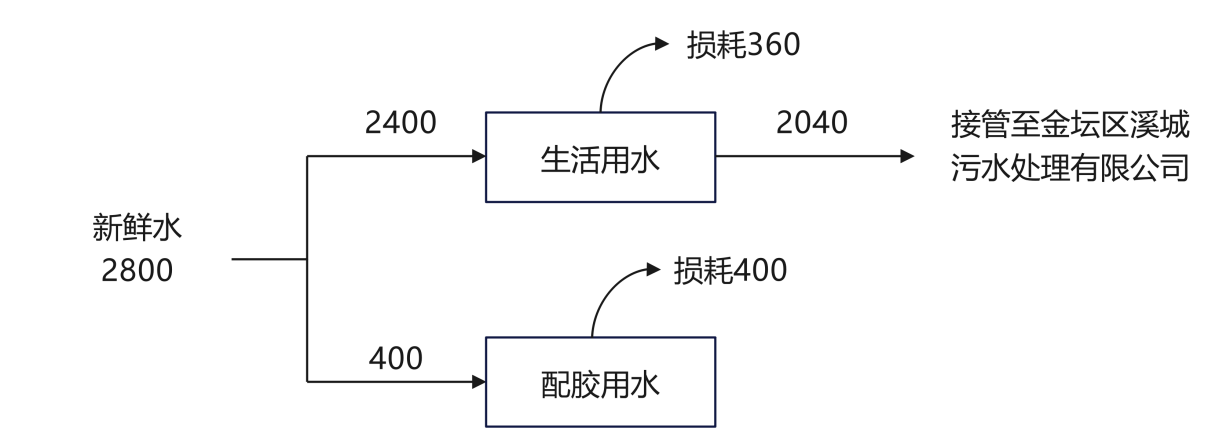 损耗360
2400
2040
生活用水
接管至金坛区溪城
污水处理有限公司
新鲜水
2800
损耗400
400
配胶用水